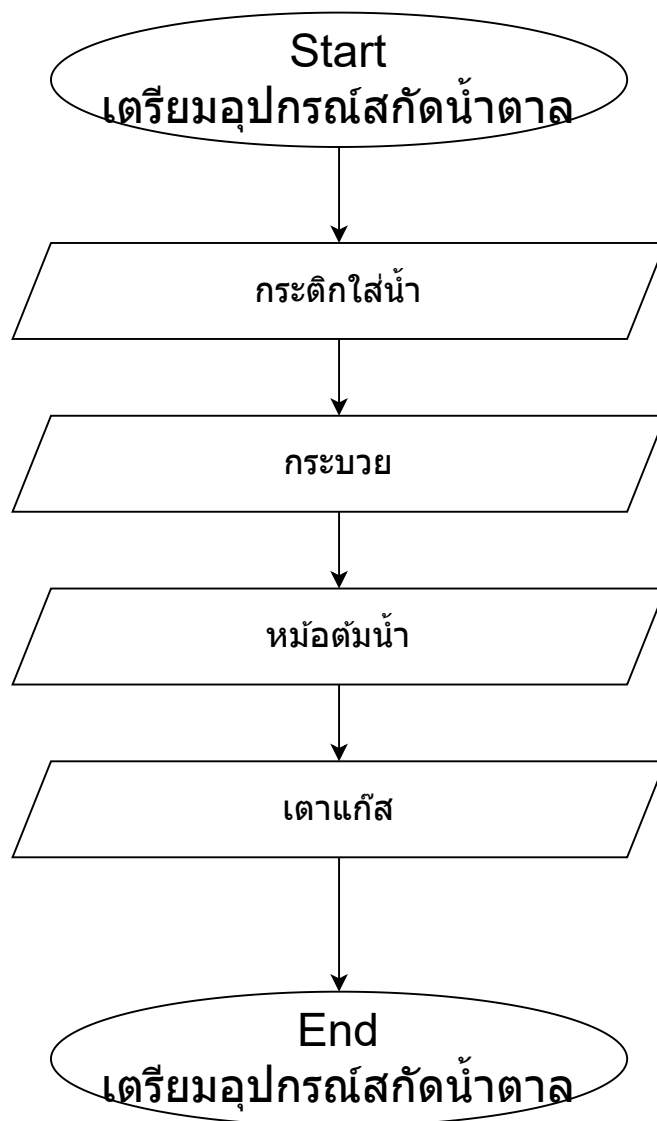 Start
เตรียมอุปกรณ์สกัดน้ำตาล
กระติกใส่น้ำ
กระบวย
หม้อต้มน้ำ
เตาแก๊ส
End
เตรียมอุปกรณ์สกัดน้ำตาล